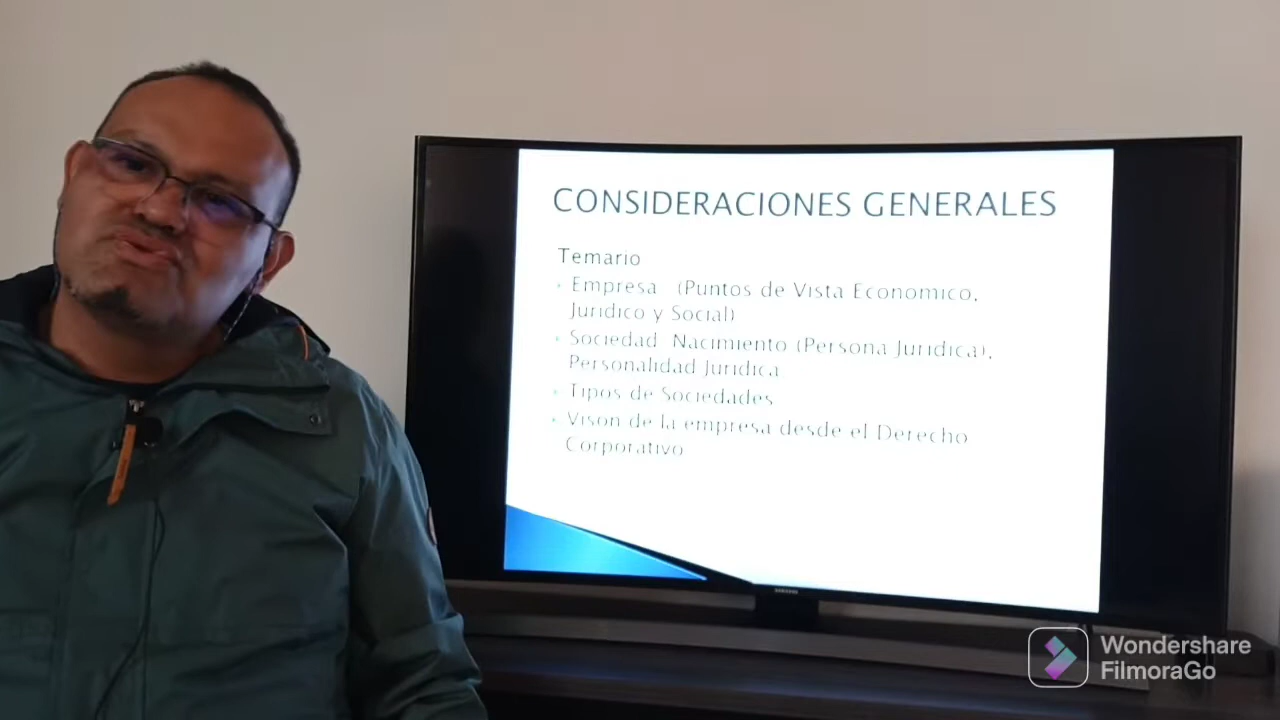 CONSIDERACIONES GENERALES
Temario
Empresa (Puntos de Vista Economico,
Juridico y Social)
Sociedad Nacimiento (Persona Juridica),
Personalidad Juridica
Tipos de Sociedades
Vison de la empresa desde el Derecho
Corporativo
SAMSUNG
Wondershare
FilmoraGo